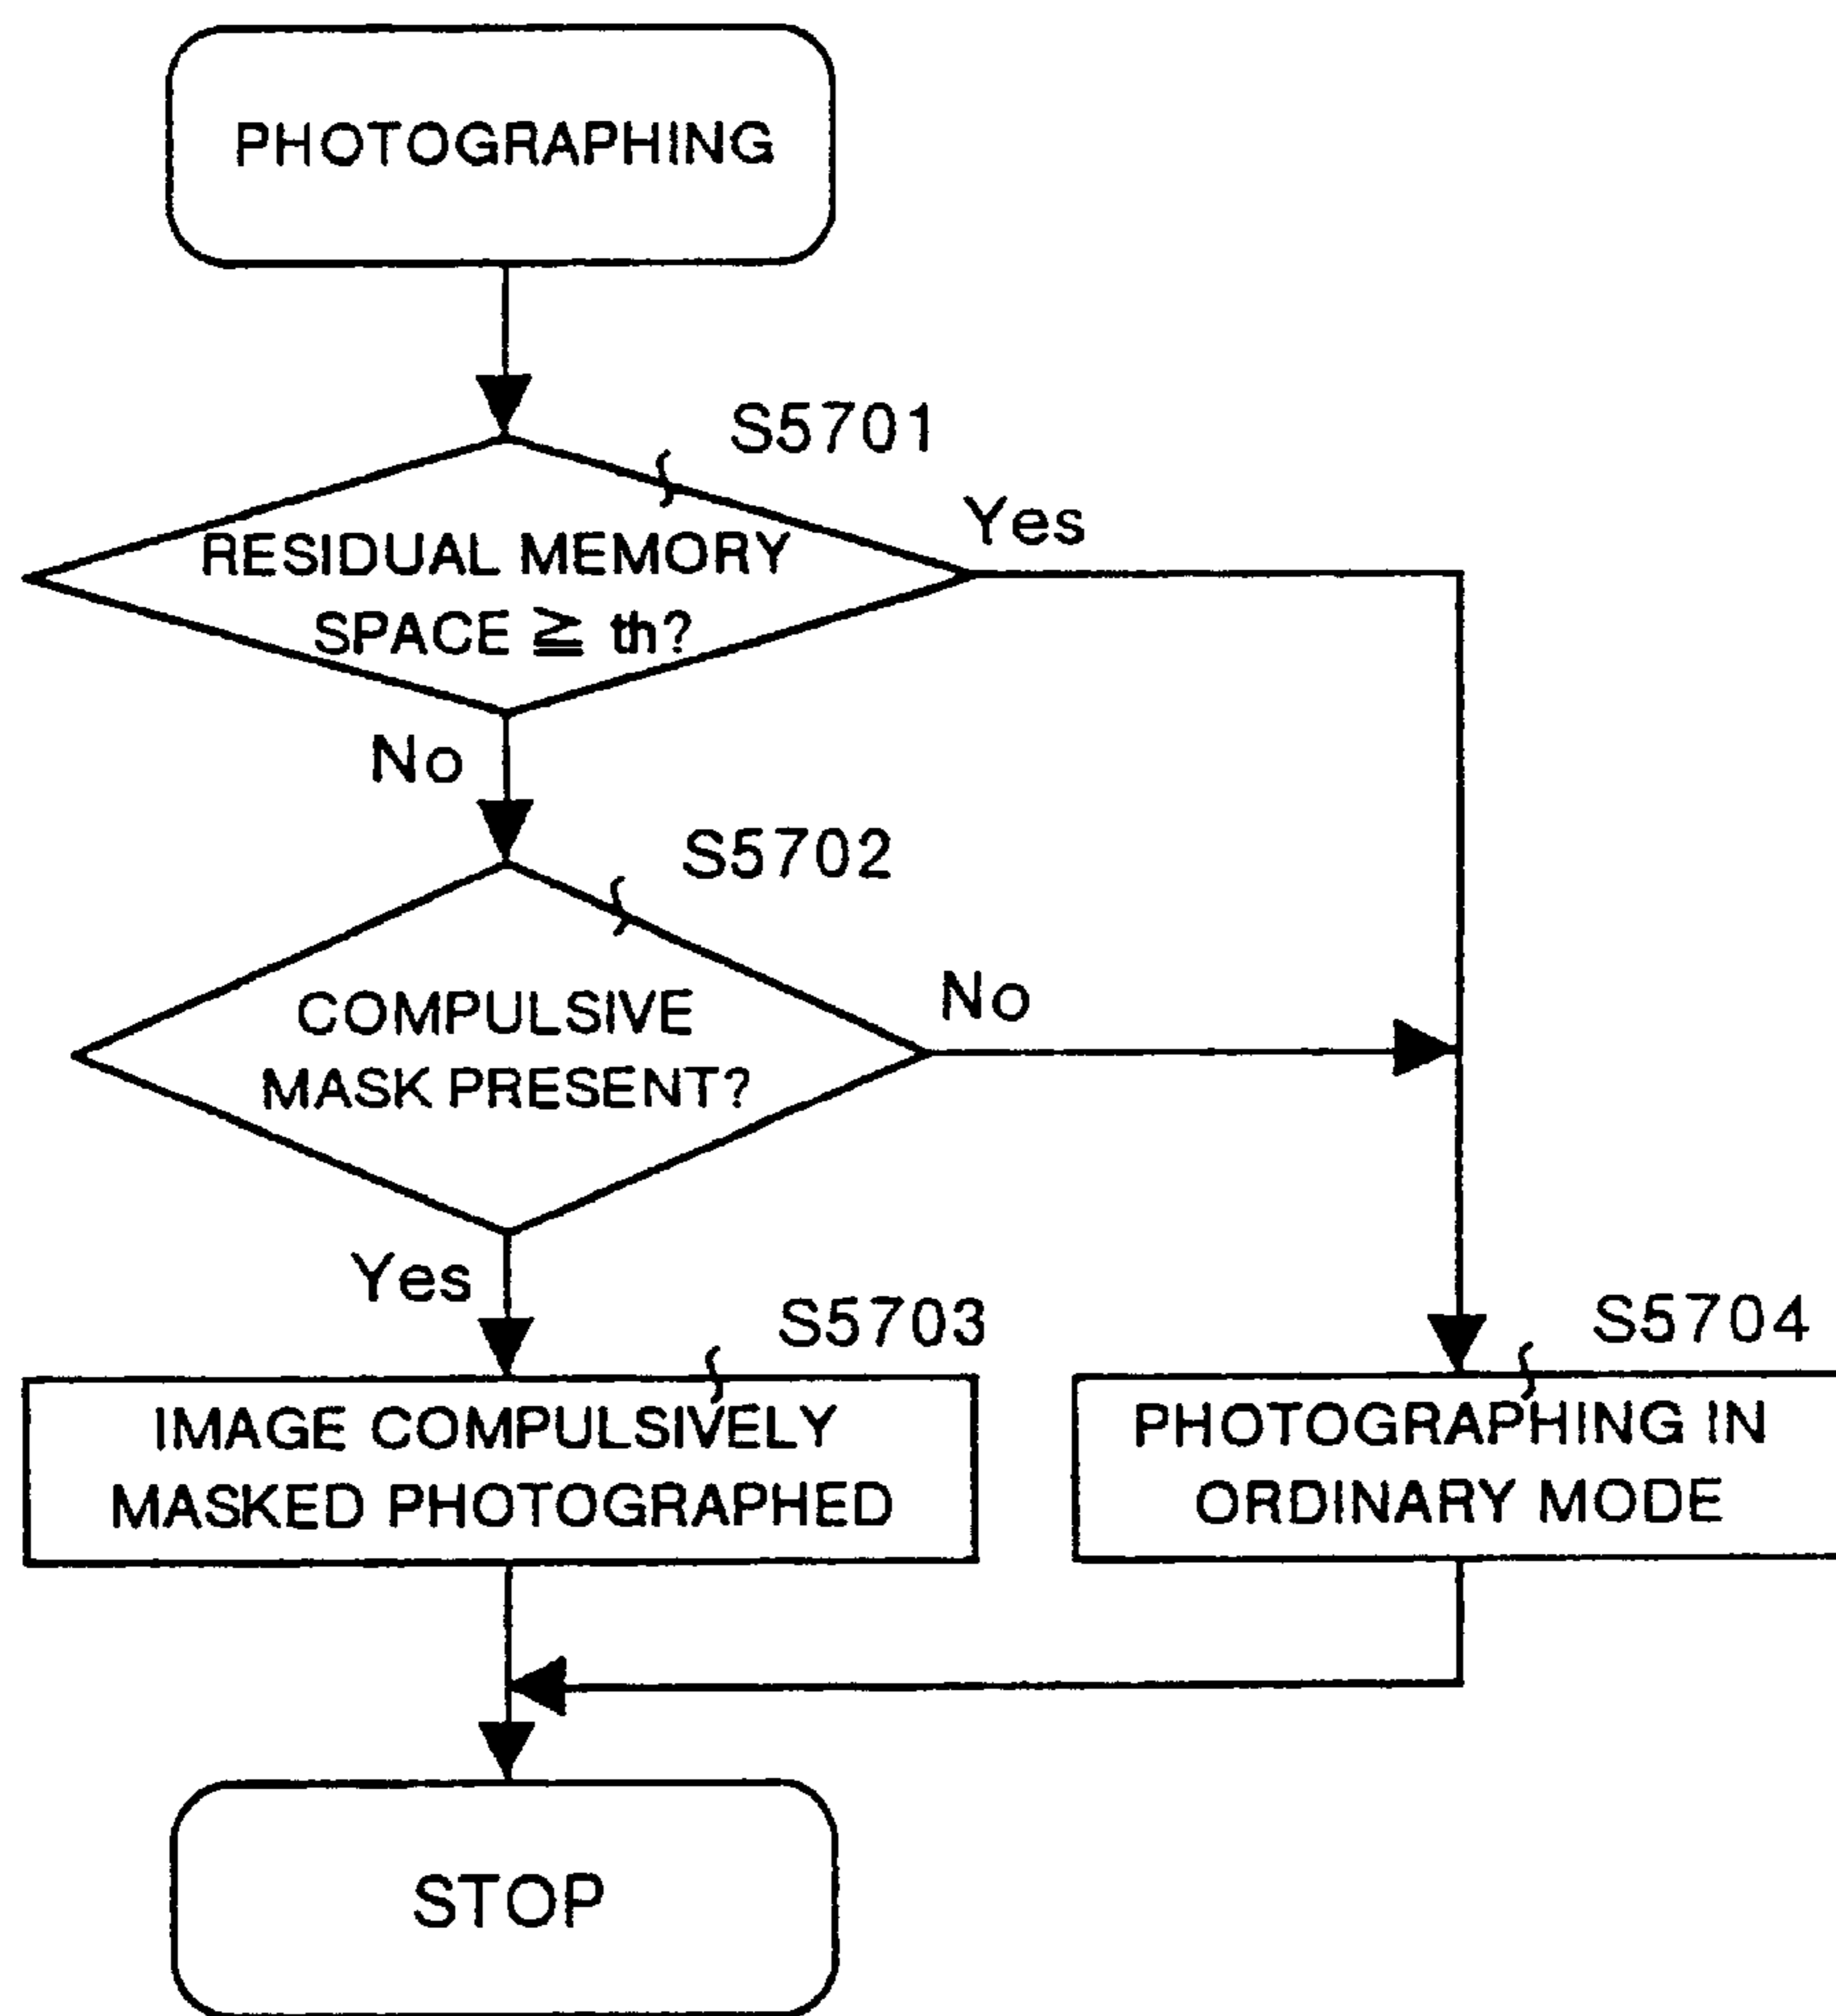 PHOTOGRAPHING
S5701
RESIDUAL MEMORY
SPACE ≧ th?
Yes
No
S5702
COMPULSIVE
MASK PRESENT?
No
Yes
S5703
IMAGE COMPULSIVELY
MASKED PHOTOGRAPHED
S5704
PHOTOGRAPHING IN
ORDINARY MODE
STOP